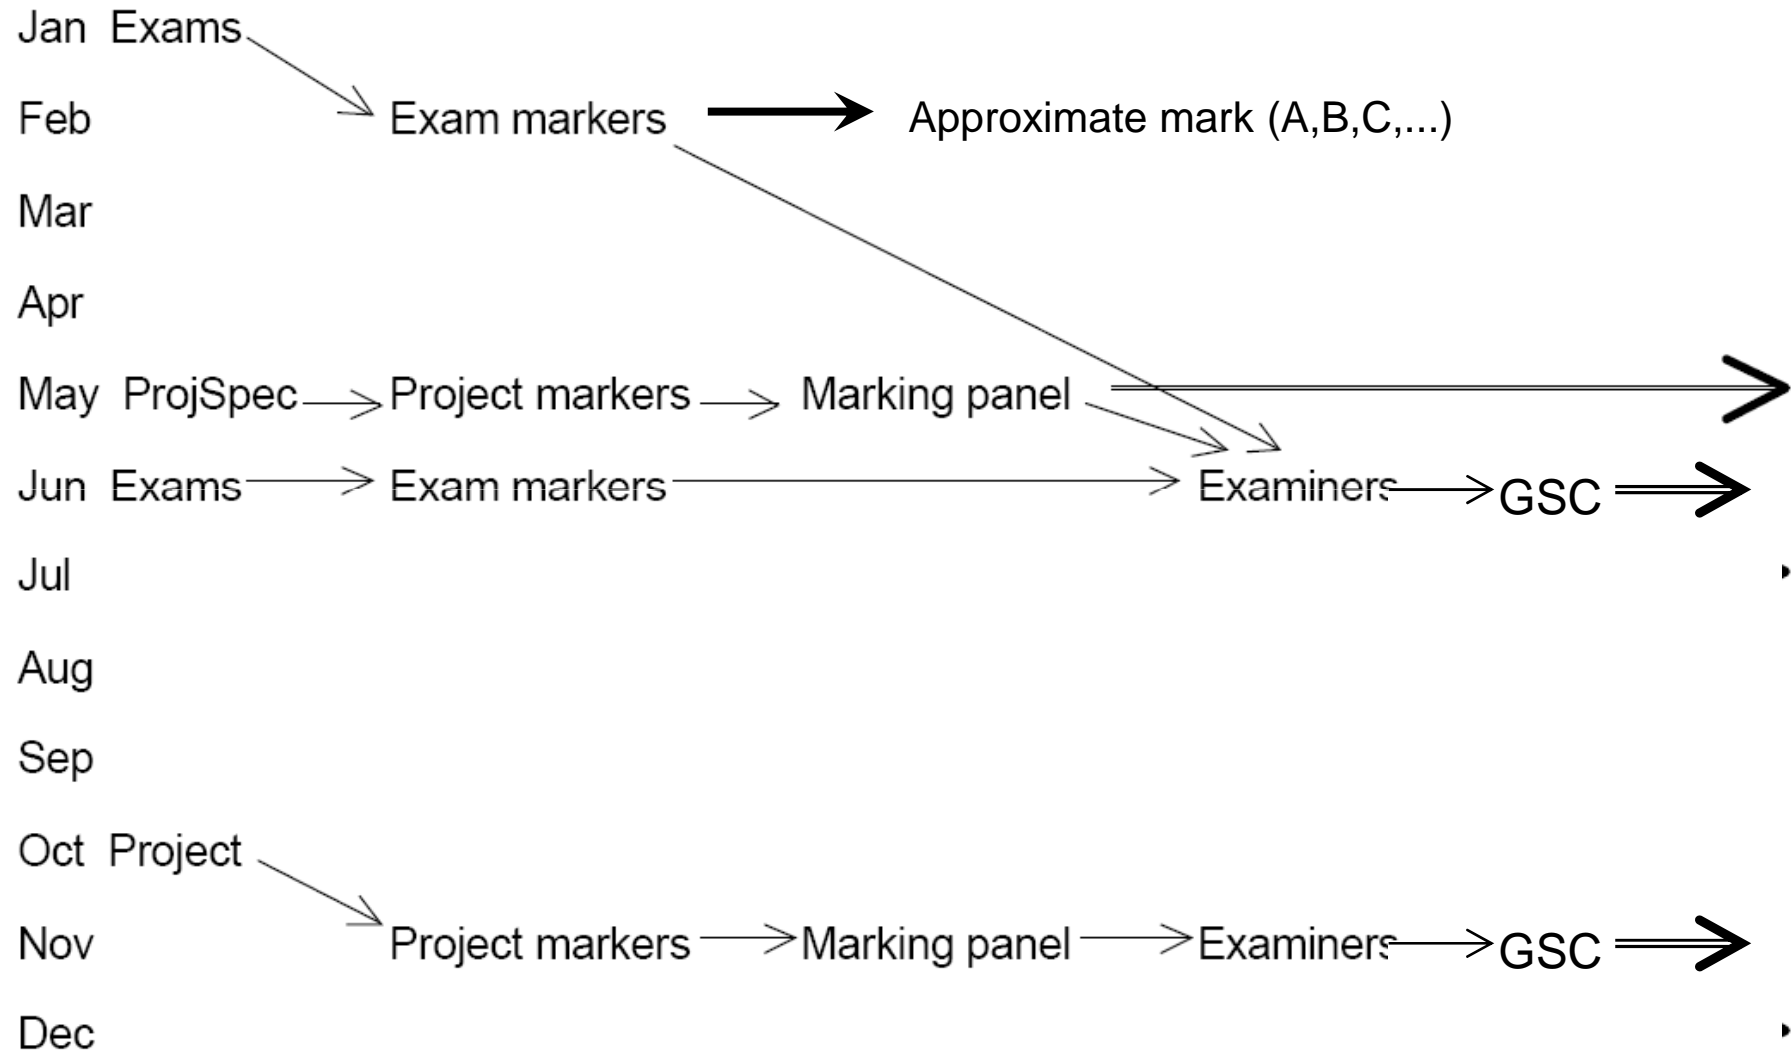 Jan Exams
Feb Exam markers Approximate mark (A,B,C,...)
Mar
Apr
May ProjSpec Project markers Marking panel
Jun Exams Exam markers Examiners GSC
Jul
Aug
Sep
Oct Project
Nov Project markers Marking panel Examiners GSC
Dec